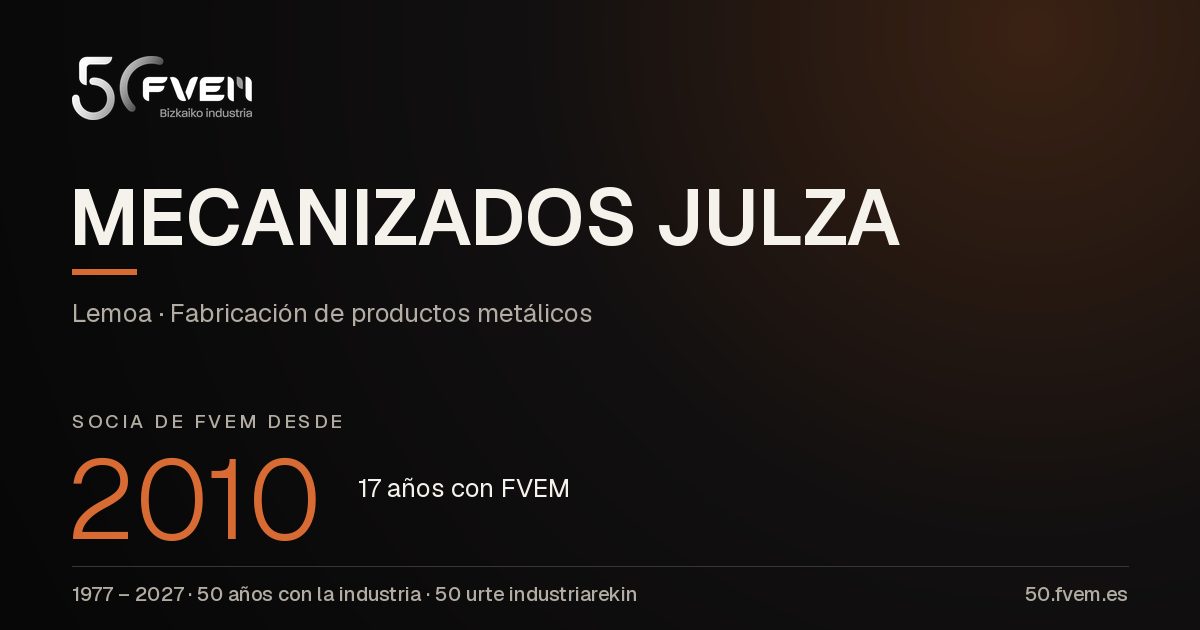 50 FVEM
Bizkaiko industria
MECANIZADOS JULZA
Lemoa · Fabricación de productos metálicos
SOCIA DE FVEM DESDE
2010
17 años con FVEM
1977 – 2027 · 50 años con la industria · 50 urte industriarekin
50.fvem.es